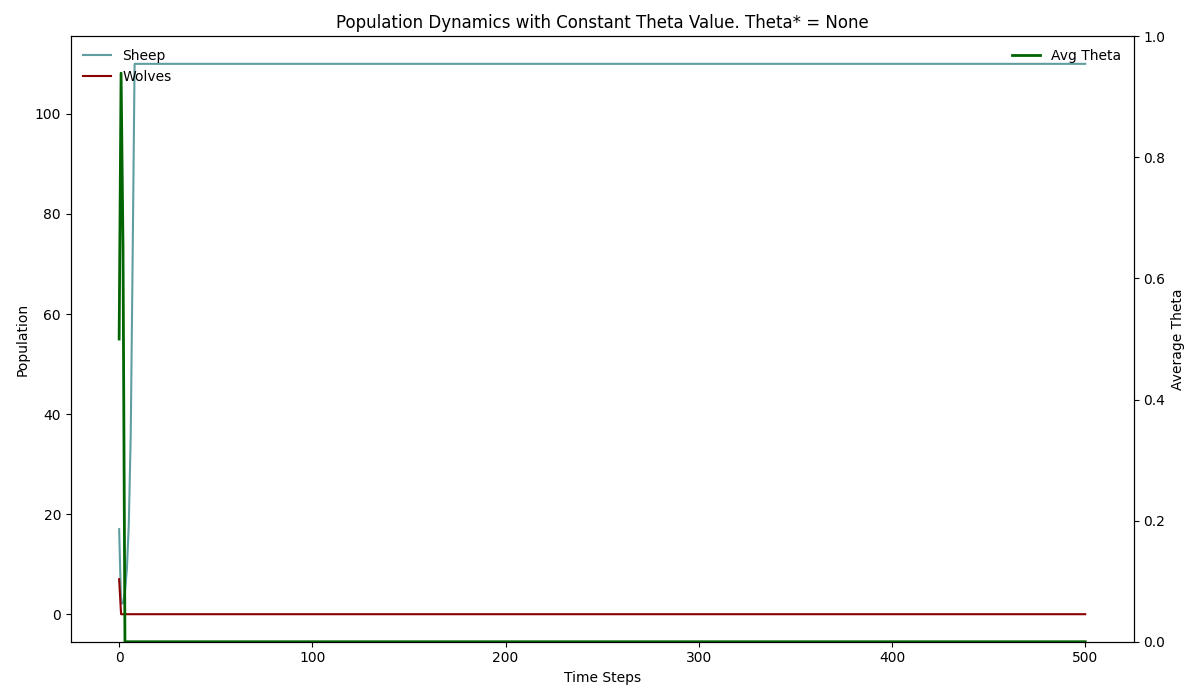 Population Dynamics with Constant Theta Value. Theta* = None
Sheep
Wolves
Avg Theta
Population
100
80
60
40
20
0
1.0
0.8
0.6
0.4
0.2
0.0
Average Theta
0 100 200 300 400 500
Time Steps